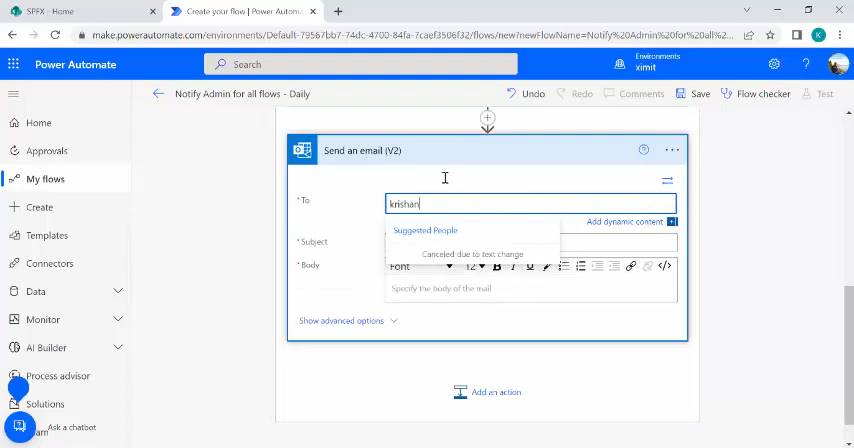 SPFX - Home
Create your flow | Power Automate
make.powerautomate.com/environments/Default-79567bb7-74dc-4700-84fa-7caef3506f32/flows/new?newFlowName=Notify%20Admin%20for%20all%20...
K
Power Automate
Search
Environments
ximit
Notify Admin for all flows - Daily
Undo
Redo
Comments
Save
Flow checker
Test
Home
Approvals
My flows
Create
Templates
Connectors
Data
Monitor
AI Builder
Process advisor
Solutions
Ask a chatbot
Send an email (V2)
*To
krishan
Add dynamic content
Suggested People
Canceled due to text change
*Subject
*Body
Font
12
B I U
Specify the body of the mail
Show advanced options
Add an action